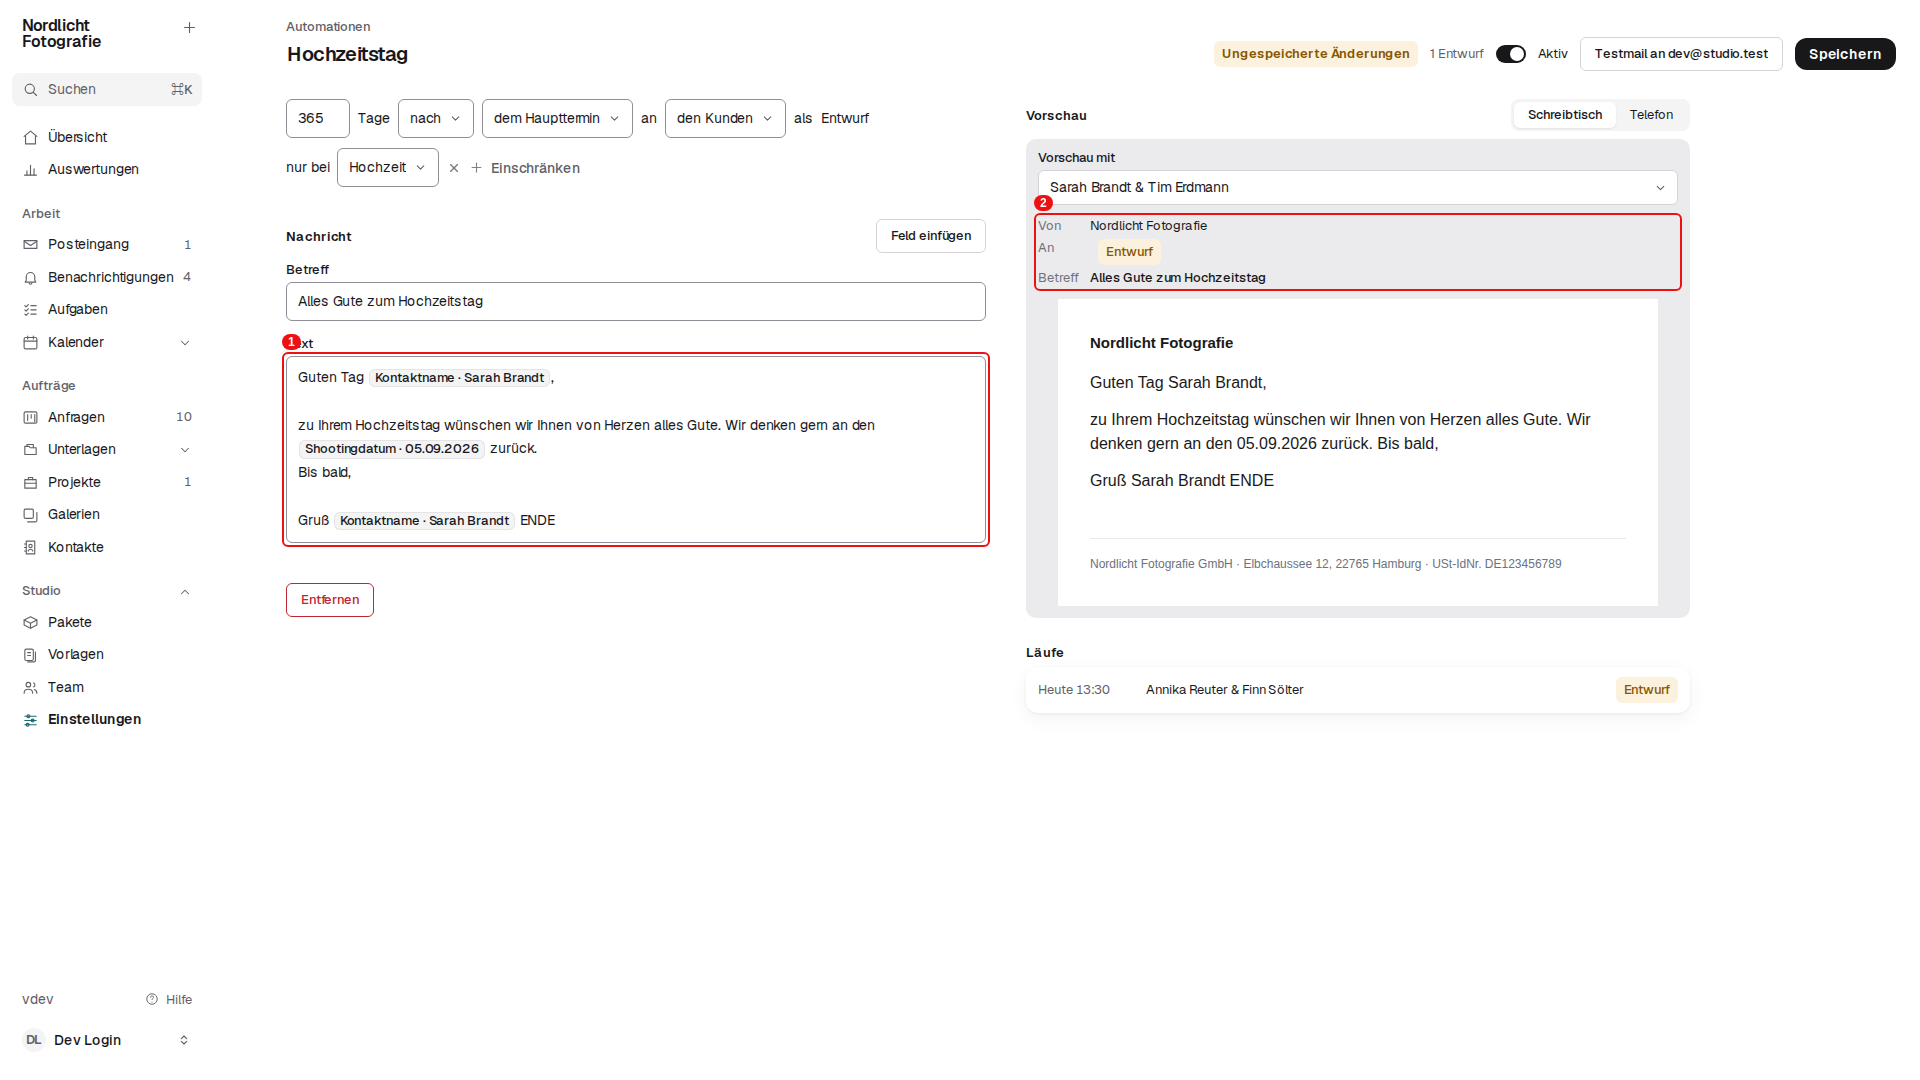 Nordlicht
Fotografie
Suchen ⌘K
Übersicht
Auswertungen
Arbeit
Posteingang 1
Benachrichtigungen 4
Aufgaben
Kalender
Aufträge
Anfragen 10
Unterlagen
Projekte 1
Galerien
Kontakte
Studio
Pakete
Vorlagen
Team
Einstellungen
vdev Hilfe
DL Dev Login
Automationen
Hochzeitstag
Ungespeicherte Änderungen 1 Entwurf Aktiv Testmail an dev@studio.test Speichern
365 Tage nach dem Haupttermin an den Kunden als Entwurf
nur bei Hochzeit × + Einschränken
Nachricht Feld einfügen
Betreff
Alles Gute zum Hochzeitstag
1 xt
Guten Tag Kontaktname · Sarah Brandt ,
zu Ihrem Hochzeitstag wünschen wir Ihnen von Herzen alles Gute. Wir denken gern an den
Shootingdatum · 05.09.2026 zurück.
Bis bald,
Gruß Kontaktname · Sarah Brandt ENDE
Entfernen
Vorschau Schreibtisch Telefon
Vorschau mit
Sarah Brandt & Tim Erdmann
2
Von Nordlicht Fotografie
An Entwurf
Betreff Alles Gute zum Hochzeitstag
Nordlicht Fotografie
Guten Tag Sarah Brandt,
zu Ihrem Hochzeitstag wünschen wir Ihnen von Herzen alles Gute. Wir
denken gern an den 05.09.2026 zurück. Bis bald,
Gruß Sarah Brandt ENDE
Nordlicht Fotografie GmbH · Elbchaussee 12, 22765 Hamburg · USt-IdNr. DE123456789
Läufe
Heute 13:30 Annika Reuter & Finn Sölter Entwurf